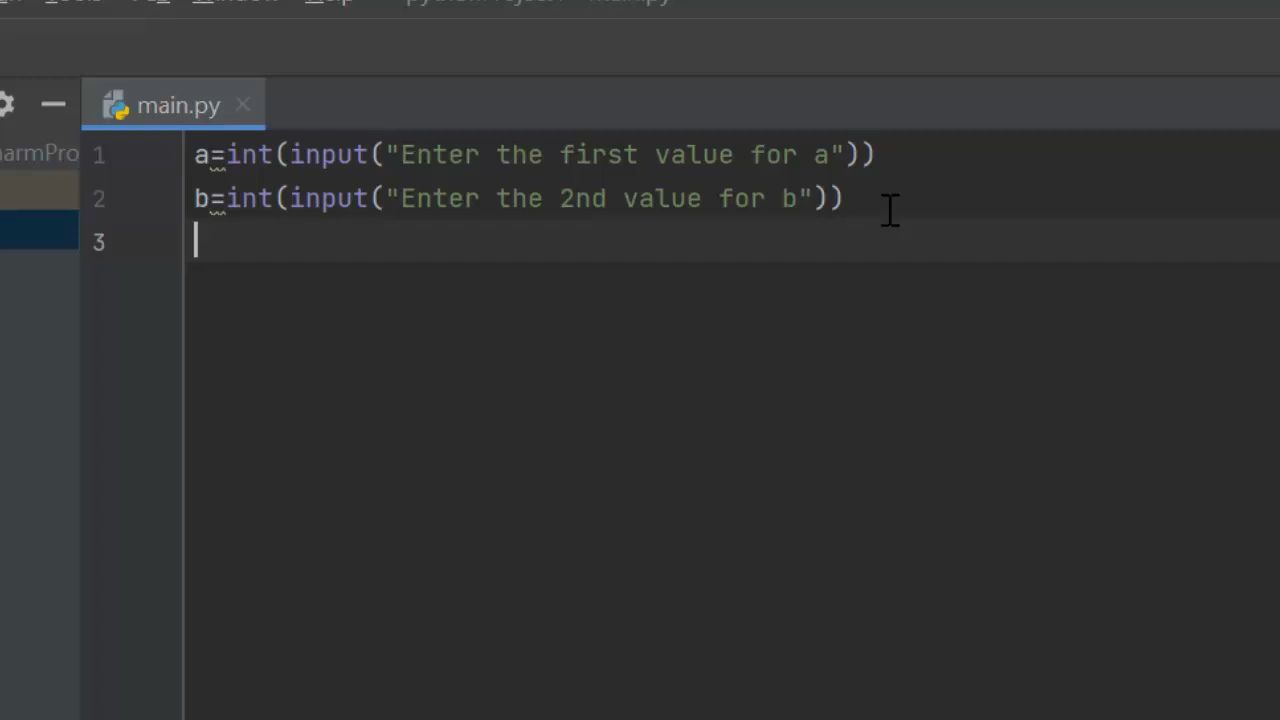 main.py
armPro
1 a=int(input("Enter the first value for a"))
2 b=int(input("Enter the 2nd value for b"))
3